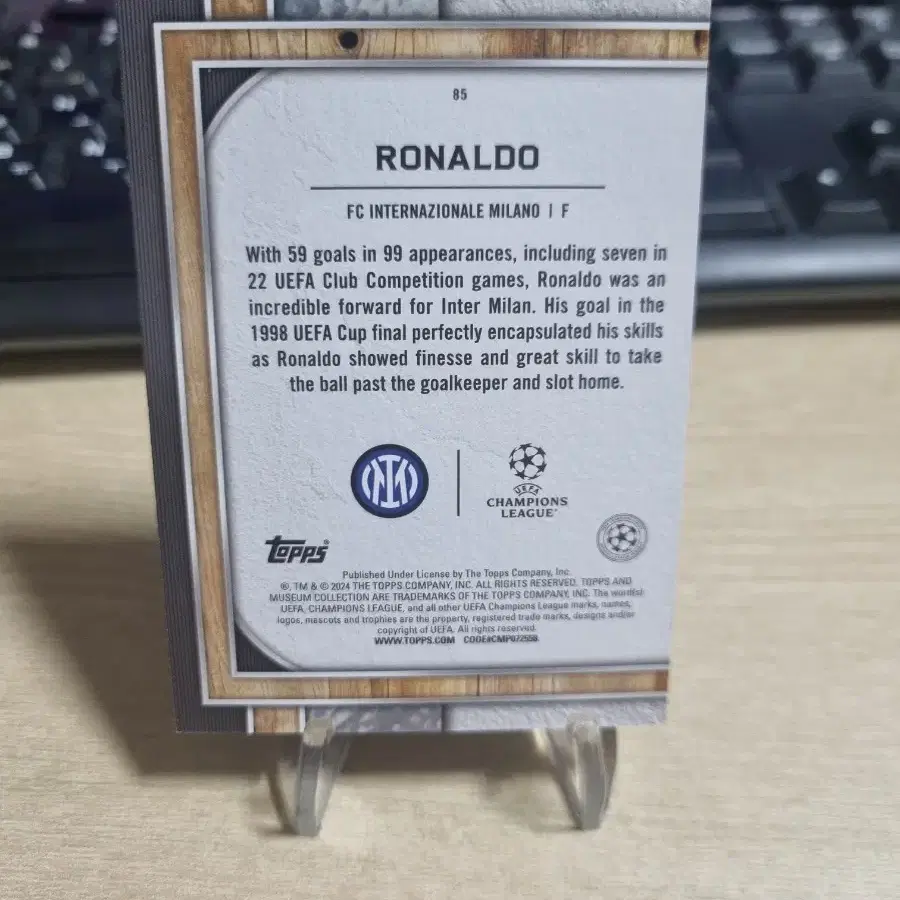 85
RONALDO
FC INTERNAZIONALE MILANO | F
With 59 goals in 99 appearances, including seven in
22 UEFA Club Competition games, Ronaldo was an
incredible forward for Inter Milan. His goal in the
1998 UEFA Cup final perfectly encapsulated his skills
as Ronaldo showed finesse and great skill to take
the ball past the goalkeeper and slot home.
UEFA
CHAMPIONS
LEAGUE
topps
Published Under License by The Topps Company, Inc.
®, TM & © 2024 THE TOPPS COMPANY, INC. ALL RIGHTS RESERVED. TOPPS AND
MUSEUM COLLECTION ARE TRADEMARKS OF THE TOPPS COMPANY, INC. The word(s)
UEFA, CHAMPIONS LEAGUE, and all other UEFA Champions League marks, names,
logos, mascots and trophies are the property, registered trade marks, designs and/or
copyright of UEFA. All rights reserved.
WWW.TOPPS.COM CODE#CMP072558